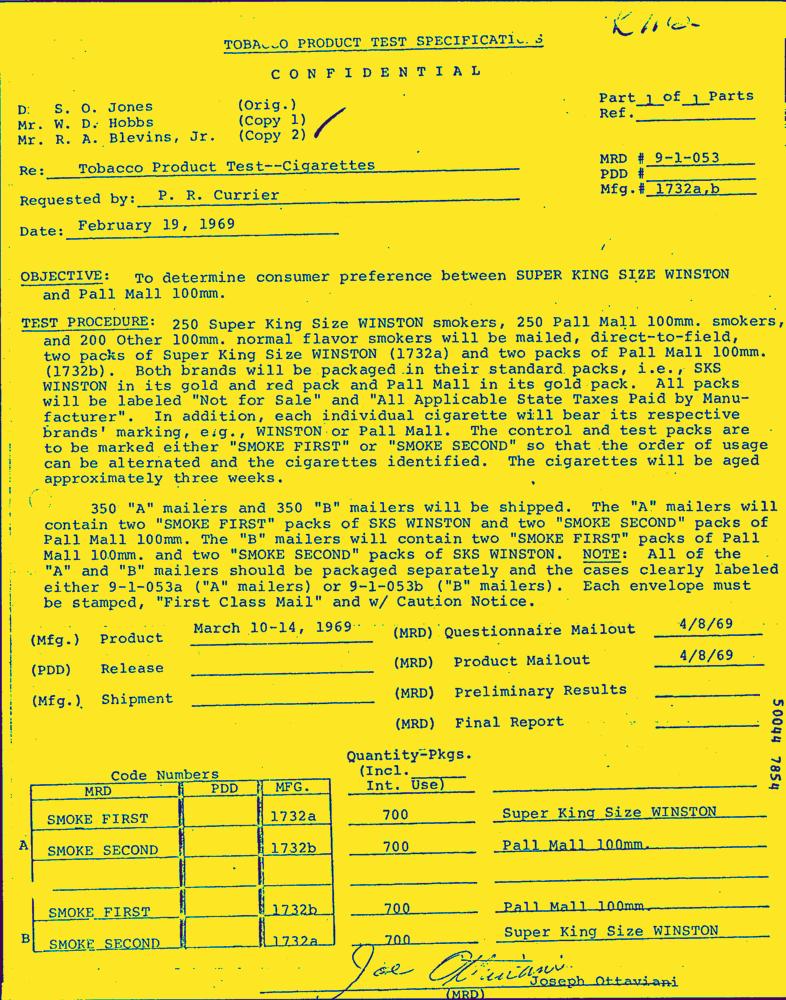 TOBACCO PRODUCT TEST SPECIFICATIONS
CONFIDENTIAL
D: S. O. Jones (Orig.)
Mr. W. D. Hobbs (Copy 1)
Mr. R. A. Blevins, Jr. (Copy 2)
Part 1 of 1 Parts
Ref.
Re: Tobacco Product Test--Cigarettes
MRD # 9-1-053
PDD #
Mfg.# 1732a,b
Requested by: P. R. Currier
Date: February 19, 1969
OBJECTIVE: To determine consumer preference between SUPER KING SIZE WINSTON
and Pall Mall 100mm.
TEST PROCEDURE: 250 Super King Size WINSTON smokers, 250 Pall Mall 100mm. smokers,
and 200 Other 100mm. normal flavor smokers will be mailed, direct-to-field,
two packs of Super King Size WINSTON (1732a) and two packs of Pall Mall 100mm.
(1732b). Both brands will be packaged in their standard packs, i.e., SKS
WINSTON in its gold and red pack and Pall Mall in its gold pack. All packs
will be labeled "Not for Sale" and "All Applicable State Taxes Paid by Manu-
facturer". In addition, each individual cigarette will bear its respective
brands' marking, e.g., WINSTON or Pall Mall. The control and test packs are
to be marked either "SMOKE FIRST" or "SMOKE SECOND" so that the order of usage
can be alternated and the cigarettes identified. The cigarettes will be aged
approximately three weeks.
350 "A" mailers and 350 "B" mailers will be shipped. The "A" mailers will
contain two "SMOKE FIRST" packs of SKS WINSTON and two "SMOKE SECOND" packs of
Pall Mall 100mm. The "B" mailers will contain two "SMOKE FIRST" packs of Pall
Mall 100mm. and two "SMOKE SECOND" packs of SKS WINSTON. NOTE: All of the
"A" and "B" mailers should be packaged separately and the cases clearly labeled
either 9-1-053a ("A" mailers) or 9-1-053b ("B" mailers). Each envelope must
be stamped, "First Class Mail" and w/ Caution Notice.
(Mfg.) Product March 10-14, 1969 (MRD) Questionnaire Mailout 4/8/69
(PDD) Release (MRD) Product Mailout 4/8/69
(Mfg.) Shipment (MRD) Preliminary Results
(MRD) Final Report
50044 7854
Code Numbers Quantity-Pkgs.
(Incl.
MRD PDD MFG. Int. Use)
SMOKE FIRST 1732a 700 Super King Size WINSTON
A SMOKE SECOND 1732b 700 Pall Mall 100mm.
SMOKE FIRST 1732b 700 Pall Mall 100mm.
B SMOKE SECOND 1732a 700 Super King Size WINSTON
Joe Ottaviani
Joseph Ottaviani
(MRD)